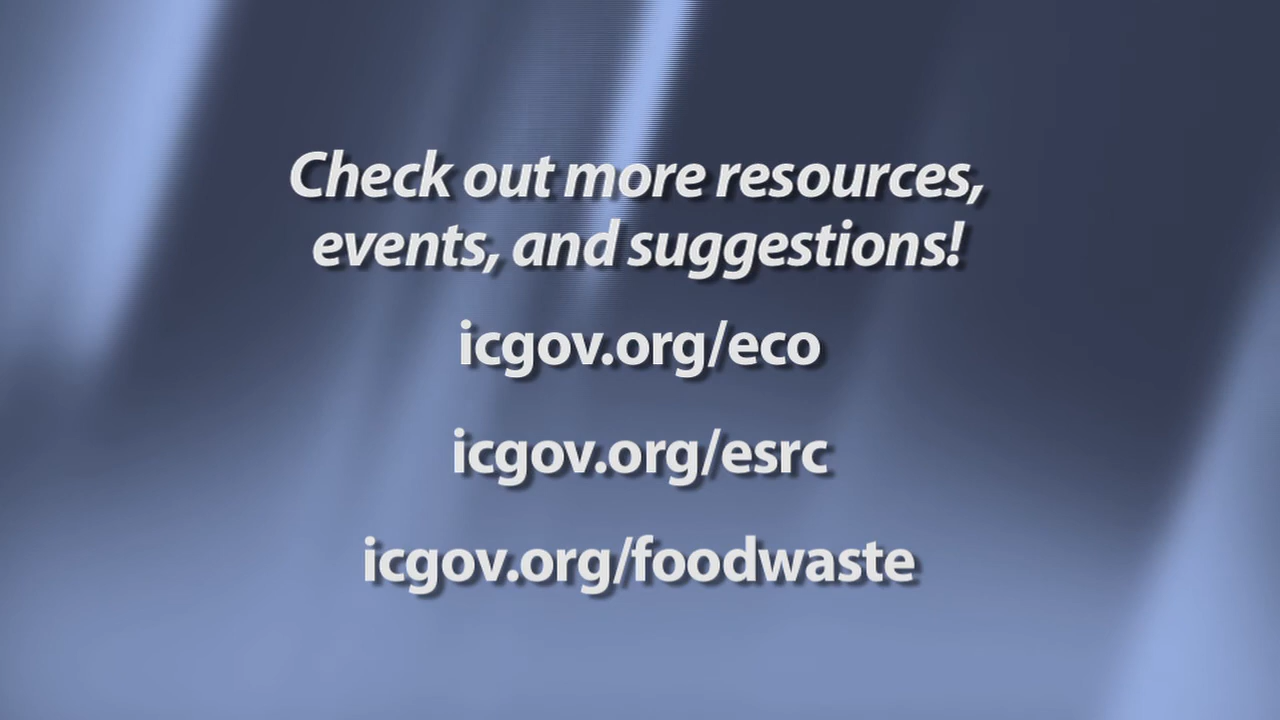 Check out more resources,
events, and suggestions!
icgov.org/eco
icgov.org/esrc
icgov.org/foodwaste